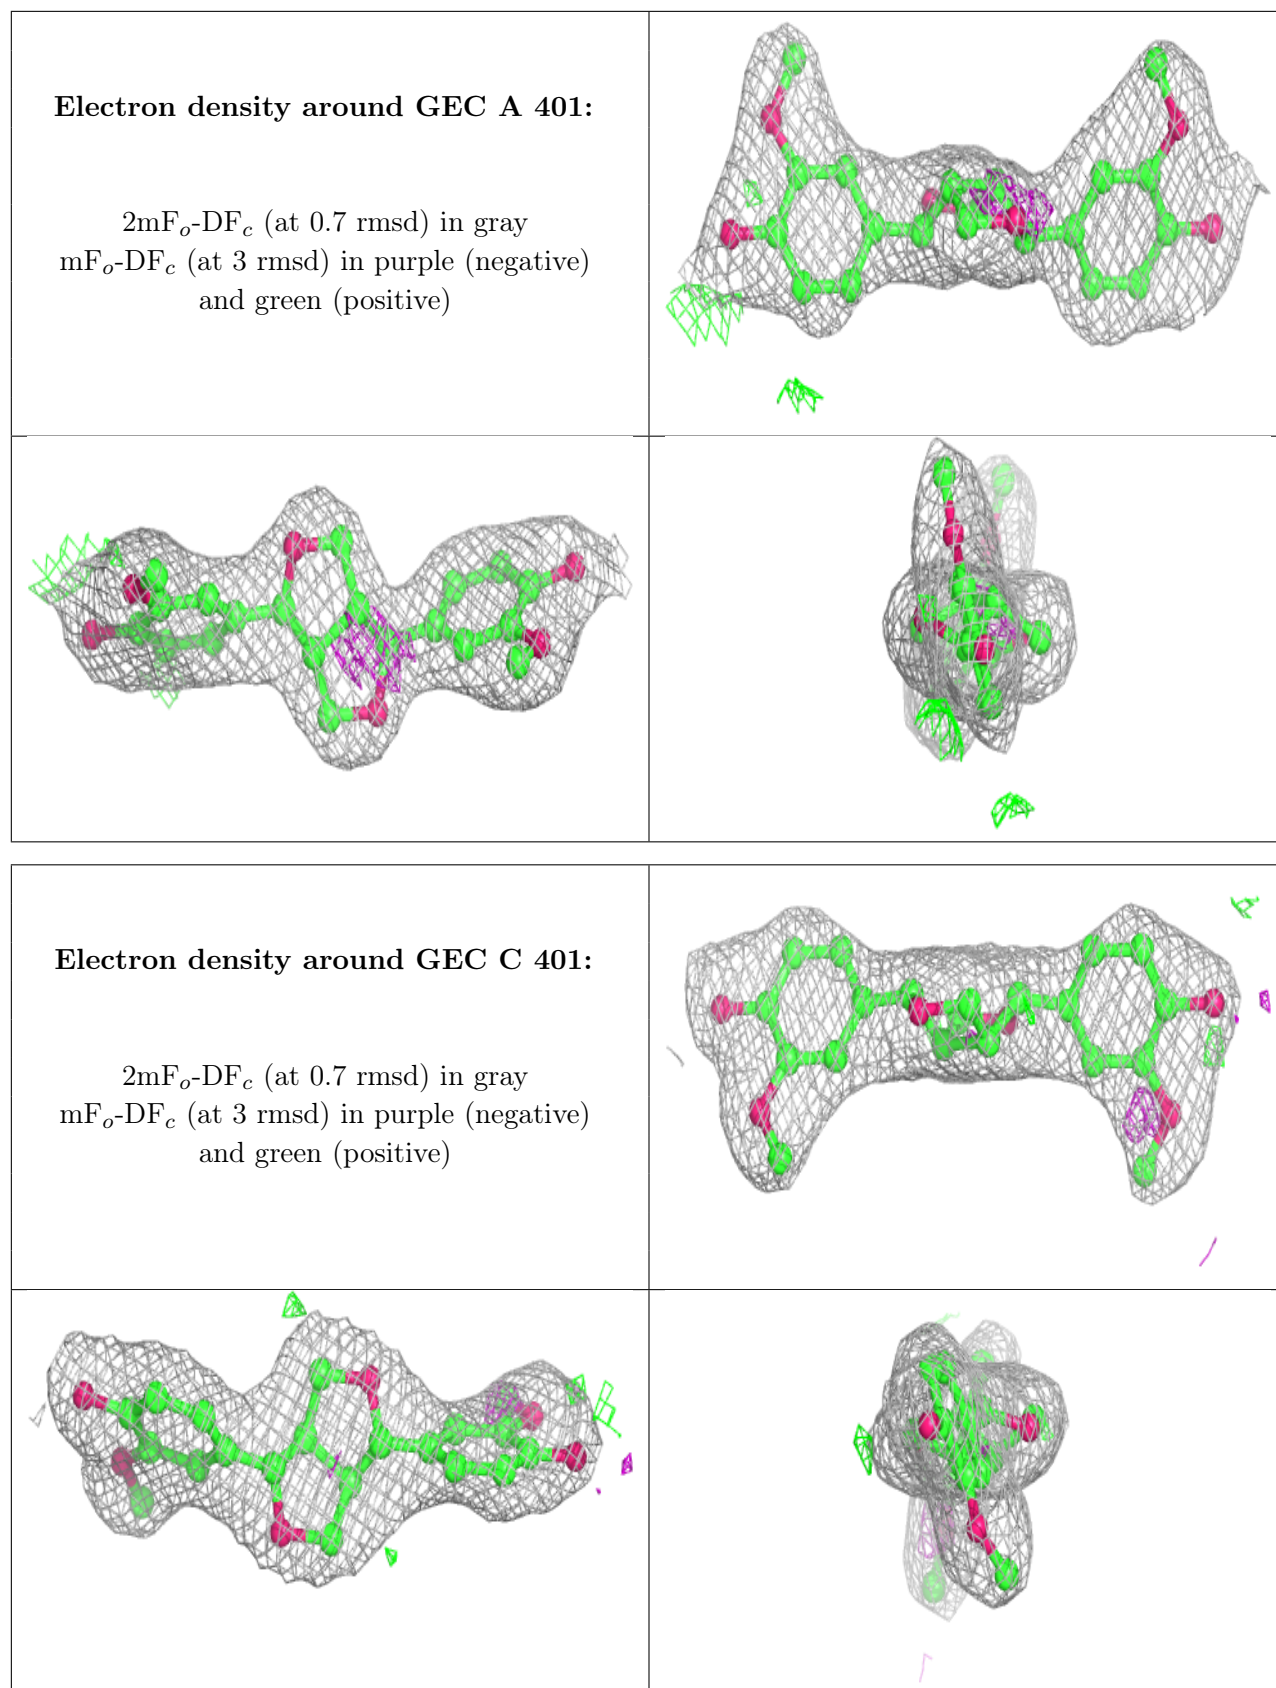 Electron density around GEC A 401:
2mFo-DFc (at 0.7 rmsd) in gray
mFo-DFc (at 3 rmsd) in purple (negative)
and green (positive)
Electron density around GEC C 401:
2mFo-DFc (at 0.7 rmsd) in gray
mFo-DFc (at 3 rmsd) in purple (negative)
and green (positive)